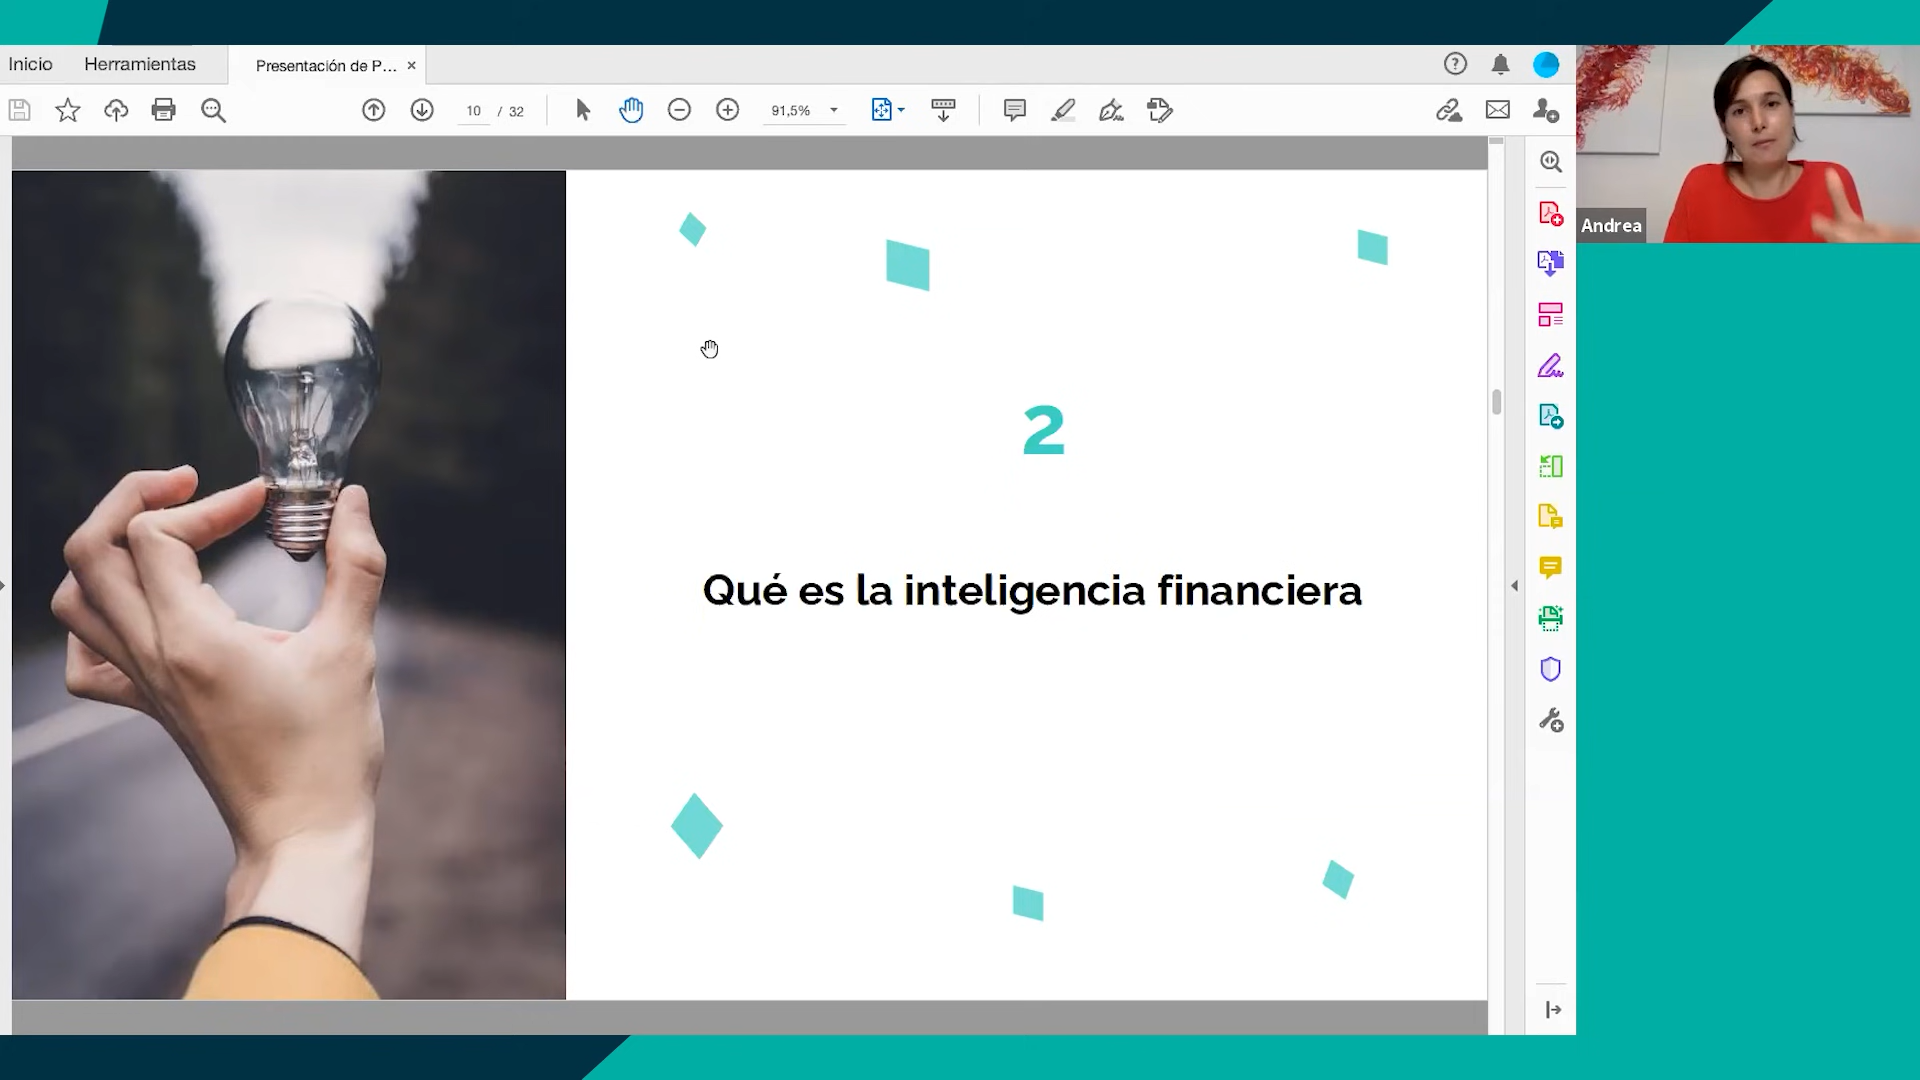 Inicio
Herramientas
Presentación de P...
10 / 32
91,5%
Andrea
2
Qué es la inteligencia financiera